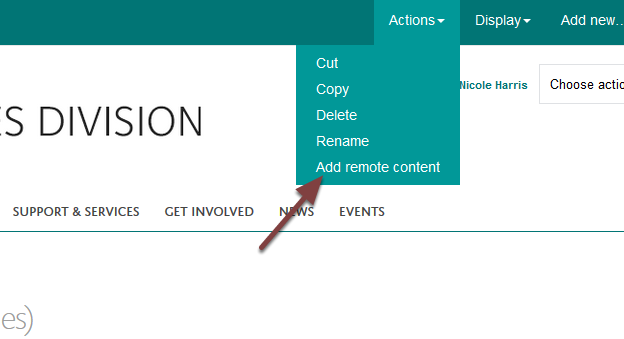 Actions Display Add new...
Cut
Copy
Delete
Nicole Harris Choose actio
ES DIVISION
Rename
Add remote content
SUPPORT & SERVICES GET INVOLVED NEWS EVENTS
es)